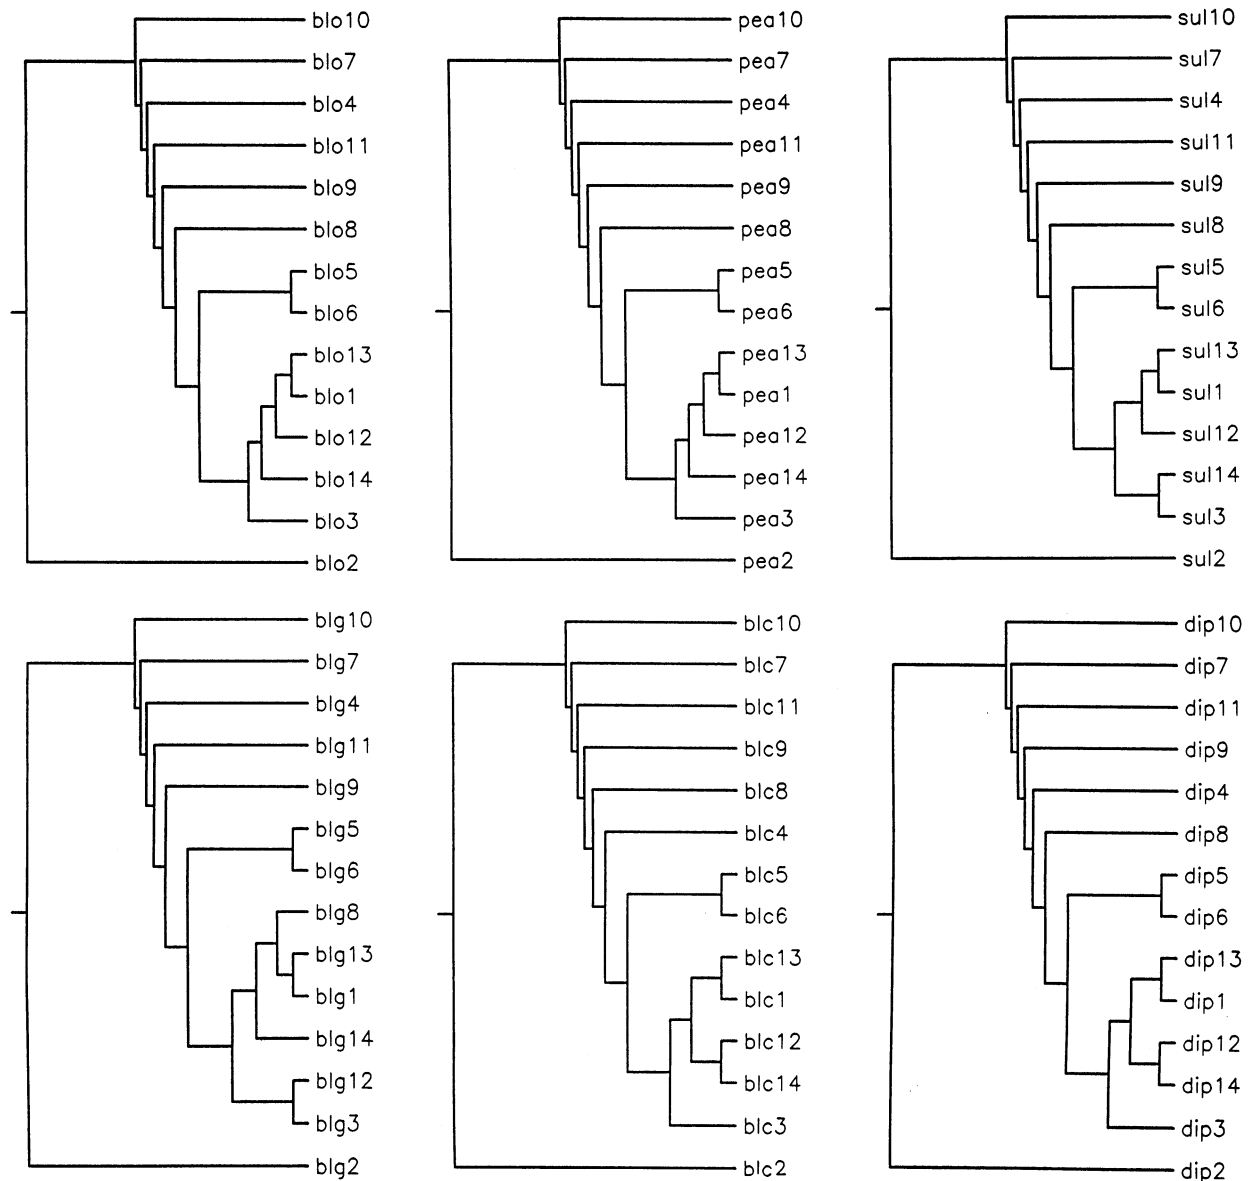 blo10
blo7
blo4
blo11
blo9
blo8
blo5
blo6
blo13
blo1
blo12
blo14
blo3
blo2
pea10
pea7
pea4
pea11
pea9
pea8
pea5
pea6
pea13
pea1
pea12
pea14
pea3
pea2
sul10
sul7
sul4
sul11
sul9
sul8
sul5
sul6
sul13
sul1
sul12
sul14
sul3
sul2
blg10
blg7
blg4
blg11
blg9
blg5
blg6
blg8
blg13
blg1
blg14
blg12
blg3
blg2
blc10
blc7
blc11
blc9
blc8
blc4
blc5
blc6
blc13
blc1
blc12
blc14
blc3
blc2
dip10
dip7
dip11
dip9
dip4
dip8
dip5
dip6
dip13
dip1
dip12
dip14
dip3
dip2